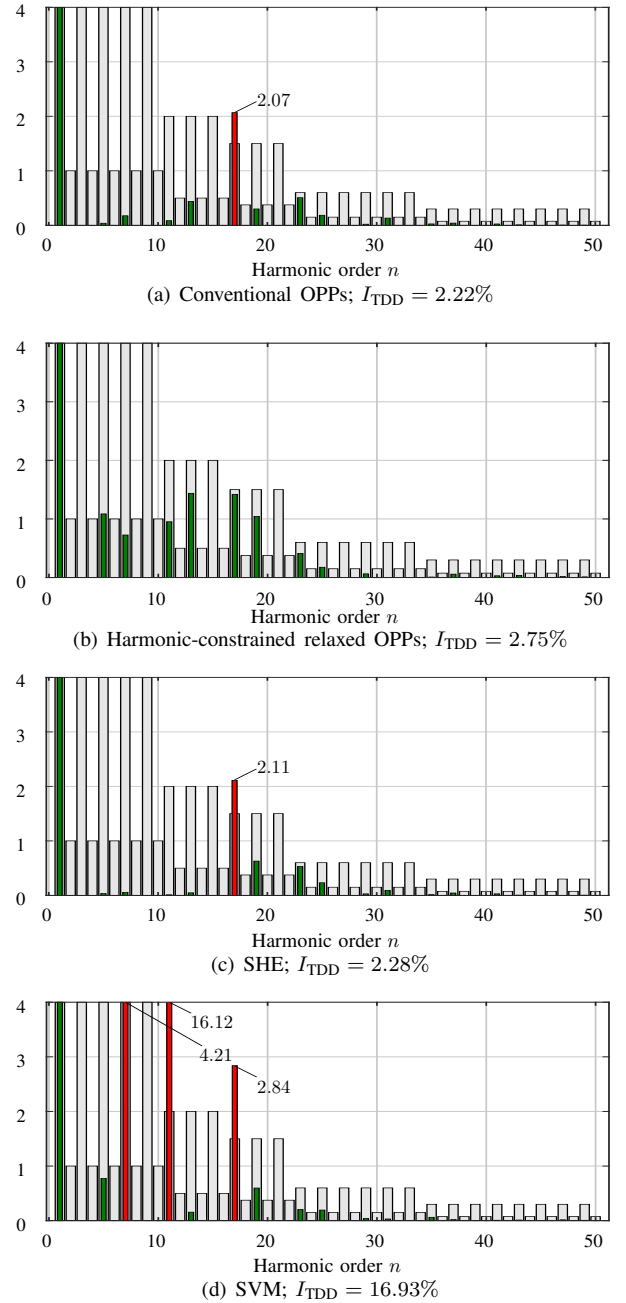 4
2.07
3
2
1
0
0 10 20 30 40 50
Harmonic order n
(a) Conventional OPPs; I_TDD = 2.22%
4
3
2
1
0
0 10 20 30 40 50
Harmonic order n
(b) Harmonic-constrained relaxed OPPs; I_TDD = 2.75%
4
3
2.11
2
1
0
0 10 20 30 40 50
Harmonic order n
(c) SHE; I_TDD = 2.28%
4
16.12
4.21
3
2.84
2
1
0
0 10 20 30 40 50
Harmonic order n
(d) SVM; I_TDD = 16.93%